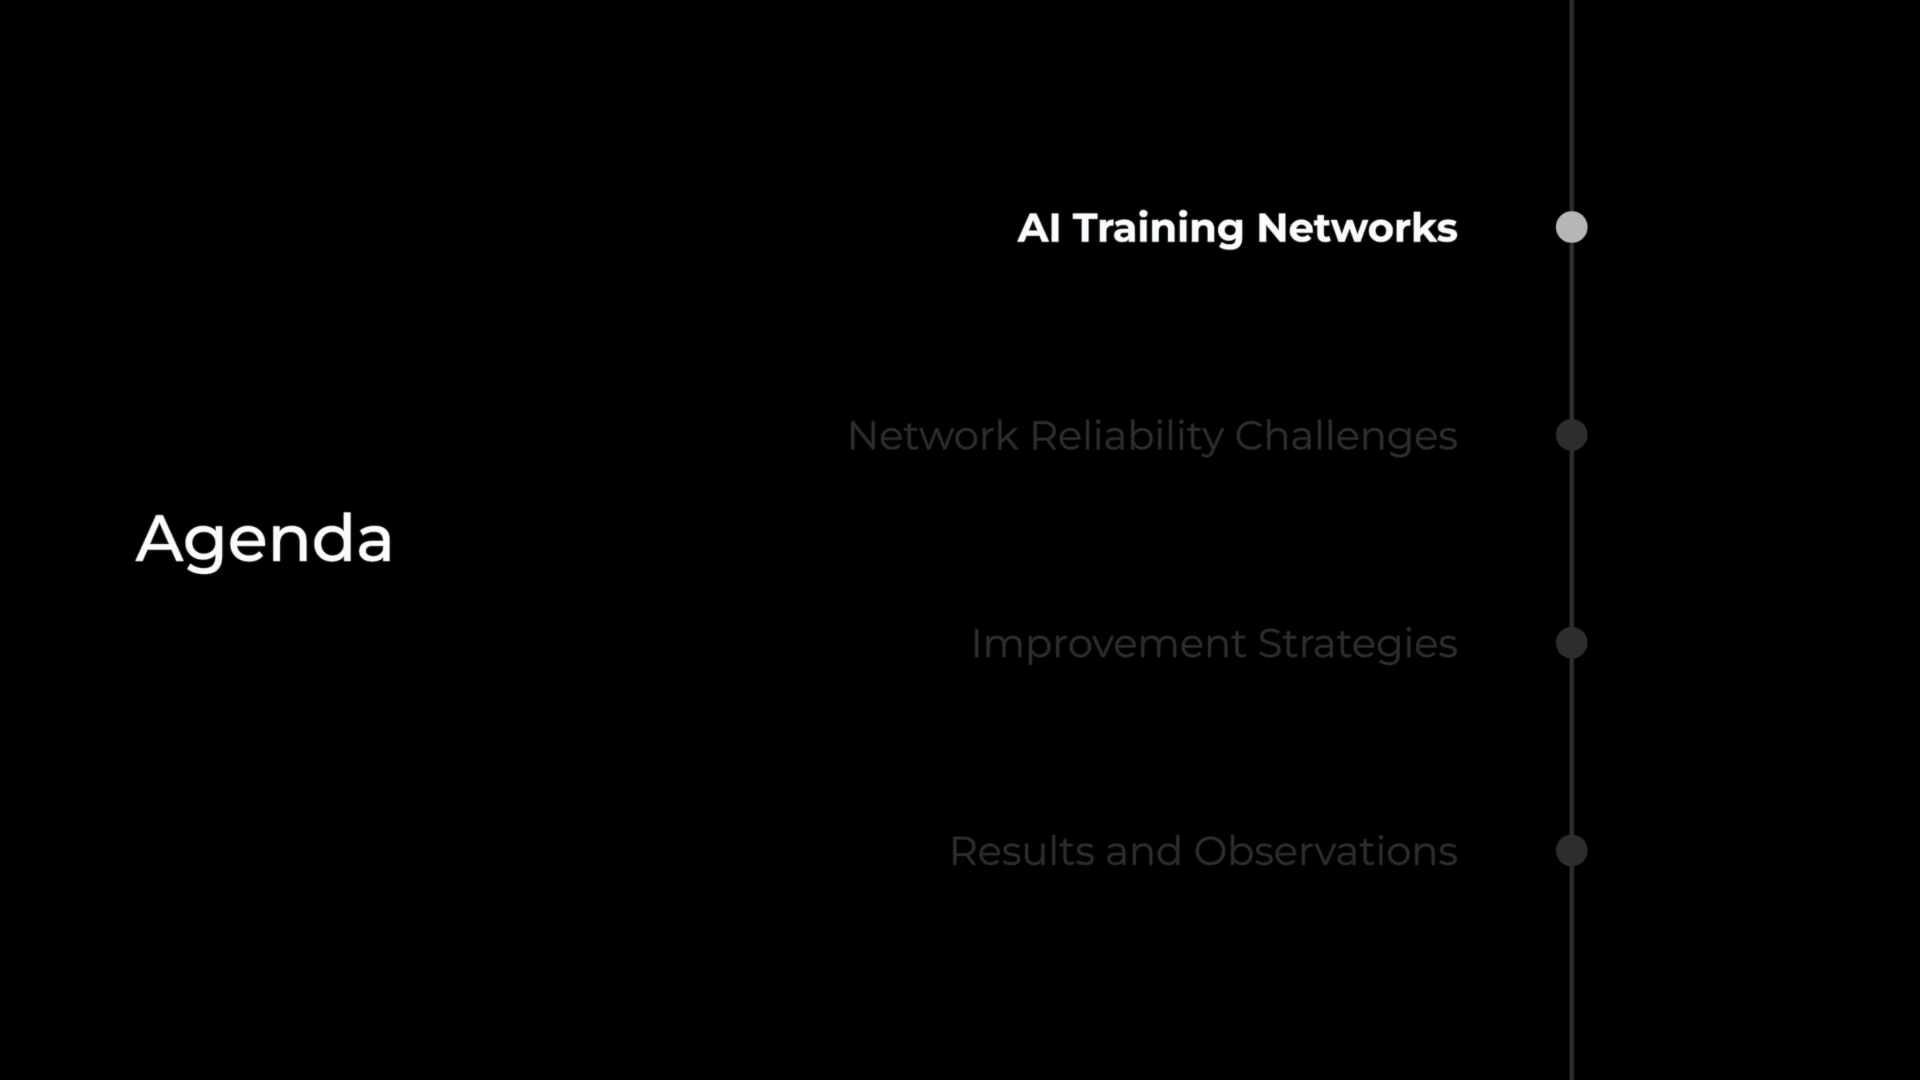 Agenda
AI Training Networks
Network Reliability Challenges
Improvement Strategies
Results and Observations